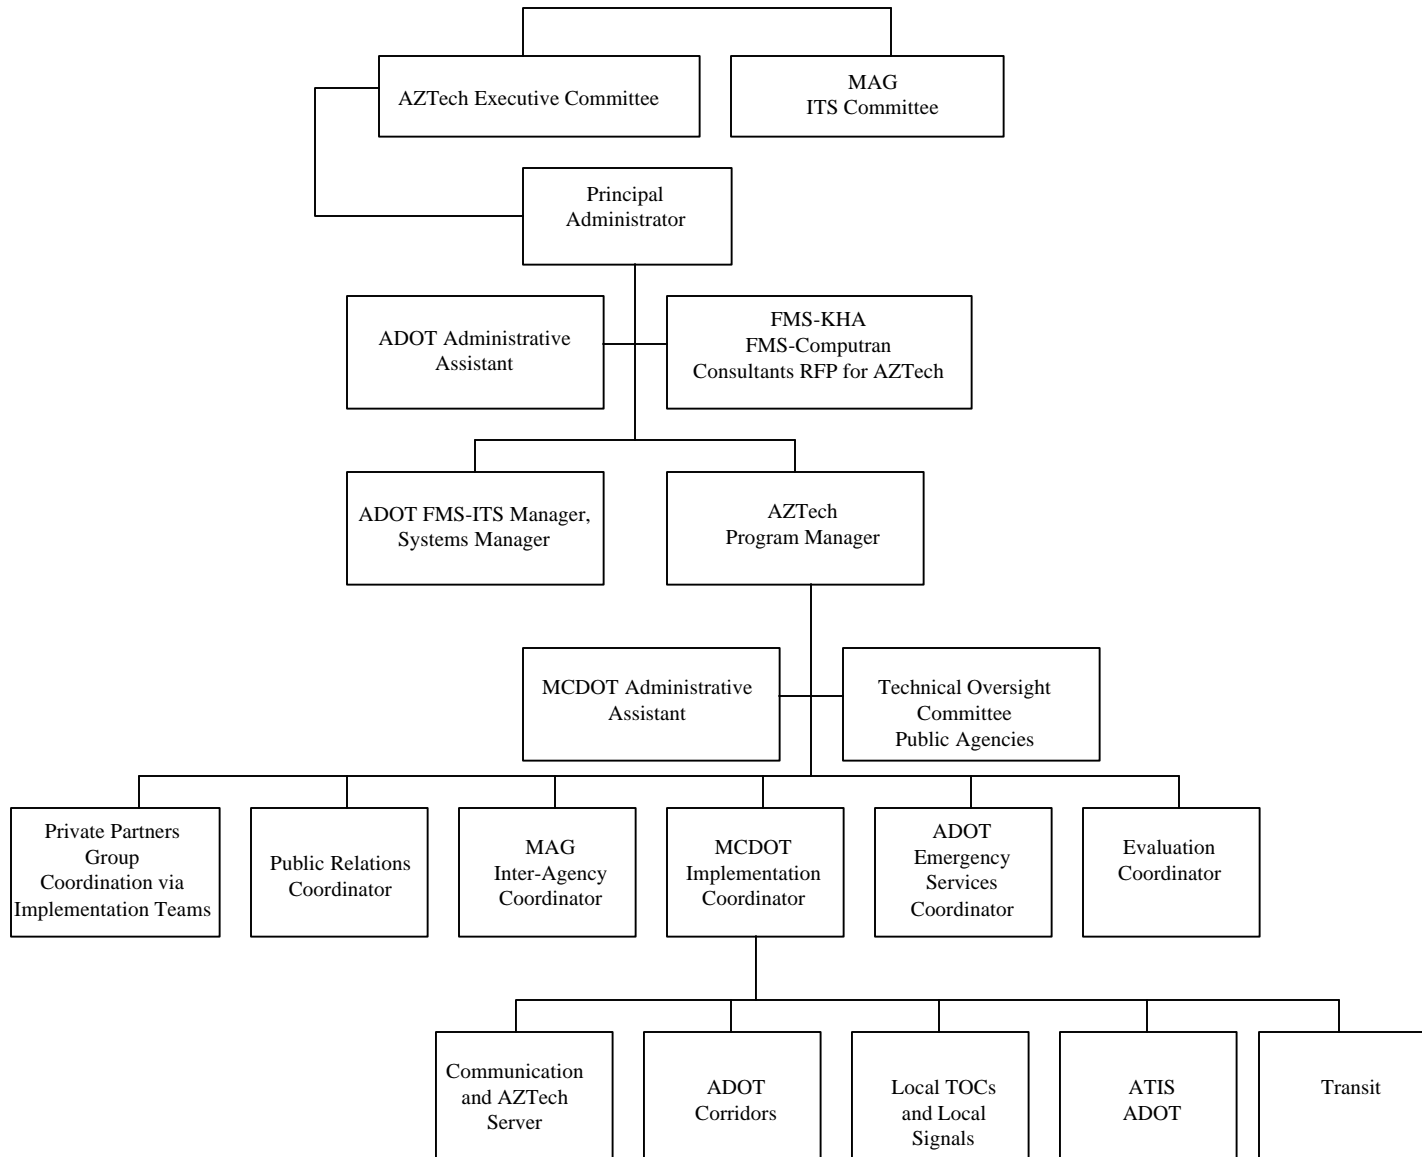 AZTech Executive Committee
MAG
ITS Committee
Principal
Administrator
ADOT Administrative
Assistant
FMS-KHA
FMS-Computran
Consultants RFP for AZTech
ADOT FMS-ITS Manager,
Systems Manager
AZTech
Program Manager
MCDOT Administrative
Assistant
Technical Oversight
Committee
Public Agencies
Private Partners
Group
Coordination via
Implementation Teams
Public Relations
Coordinator
MAG
Inter-Agency
Coordinator
MCDOT
Implementation
Coordinator
ADOT
Emergency
Services
Coordinator
Evaluation
Coordinator
Communication
and AZTech
Server
ADOT
Corridors
Local TOCs
and Local
Signals
ATIS
ADOT
Transit